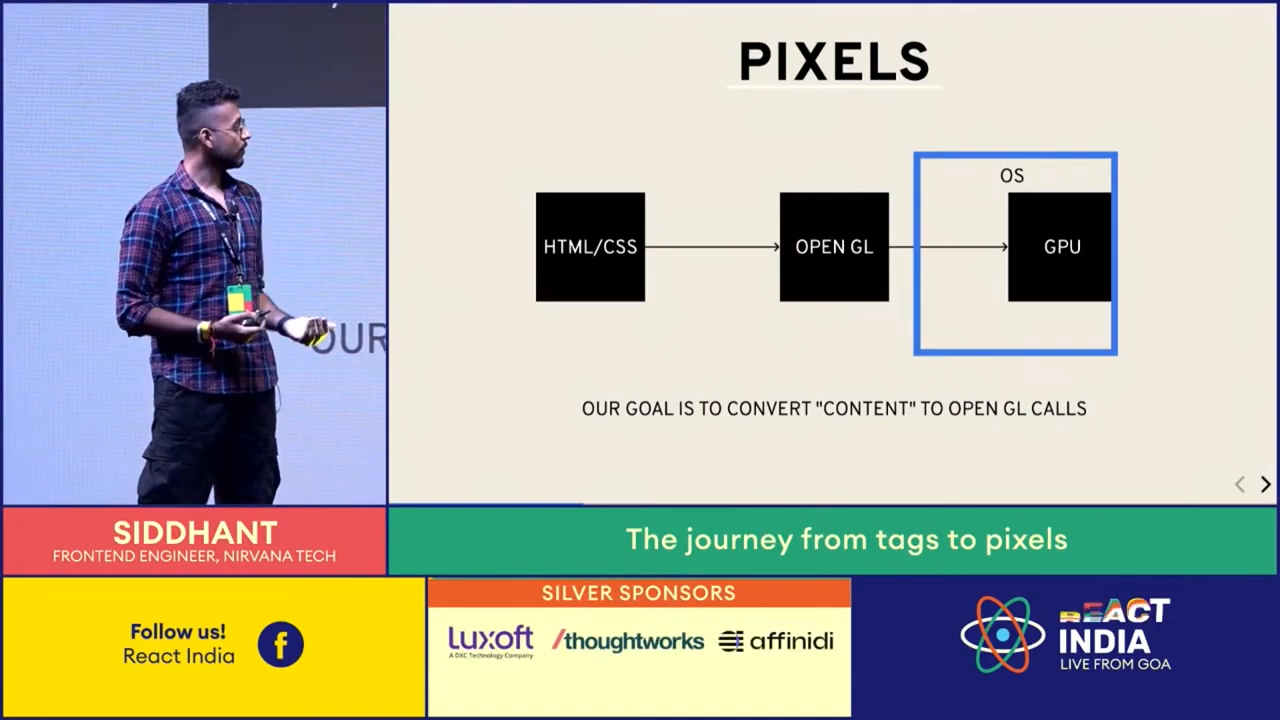 PIXELS
OS
HTML/CSS
OPEN GL
GPU
OUR GOAL IS TO CONVERT "CONTENT" TO OPEN GL CALLS
OUR
SIDDHANT
FRONTEND ENGINEER, NIRVANA TECH
The journey from tags to pixels
Follow us!
React India
SILVER SPONSORS
Luxoft
A DXC Technology Company
/thoughtworks
affinidi
REACT
INDIA
LIVE FROM GOA